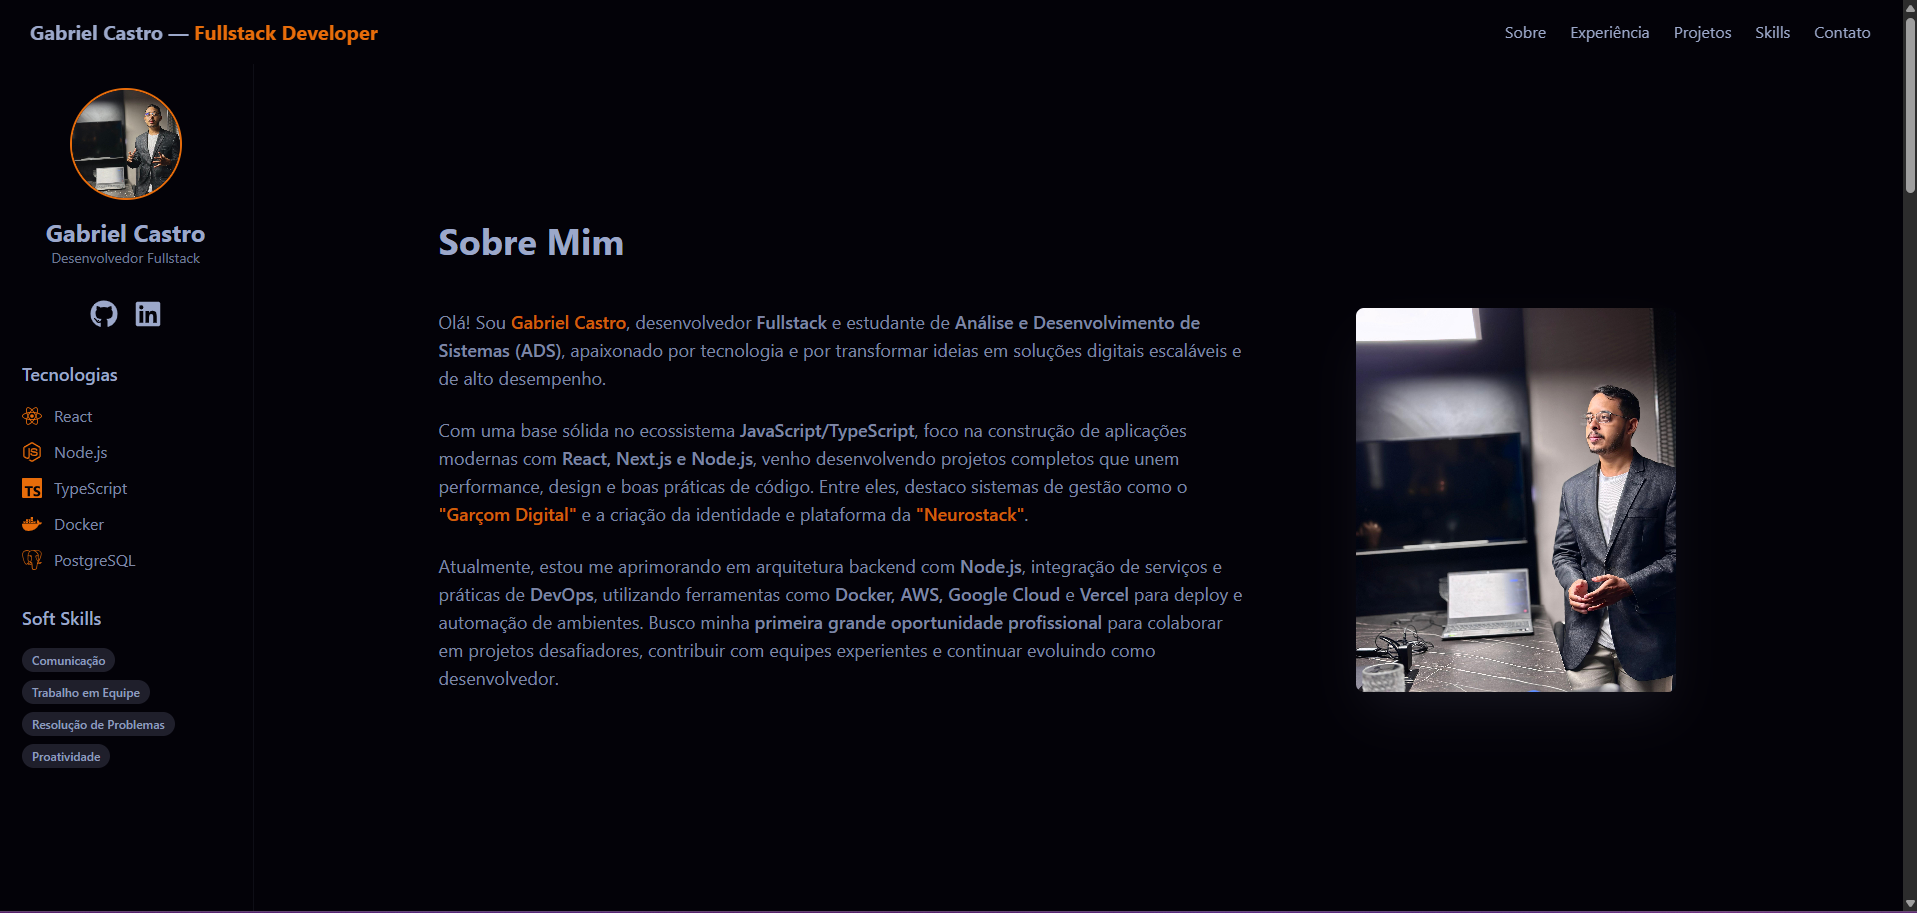 Gabriel Castro — Fullstack Developer
Sobre Experiência Projetos Skills Contato
Gabriel Castro
Desenvolvedor Fullstack
in
Tecnologias
React
Node.js
TS TypeScript
Docker
PostgreSQL
Soft Skills
Comunicação
Trabalho em Equipe
Resolução de Problemas
Proatividade
Sobre Mim
Olá! Sou Gabriel Castro, desenvolvedor Fullstack e estudante de Análise e Desenvolvimento de
Sistemas (ADS), apaixonado por tecnologia e por transformar ideias em soluções digitais escaláveis e
de alto desempenho.
Com uma base sólida no ecossistema JavaScript/TypeScript, foco na construção de aplicações
modernas com React, Next.js e Node.js, venho desenvolvendo projetos completos que unem
performance, design e boas práticas de código. Entre eles, destaco sistemas de gestão como o
"Garçom Digital" e a criação da identidade e plataforma da "Neurostack".
Atualmente, estou me aprimorando em arquitetura backend com Node.js, integração de serviços e
práticas de DevOps, utilizando ferramentas como Docker, AWS, Google Cloud e Vercel para deploy e
automação de ambientes. Busco minha primeira grande oportunidade profissional para colaborar
em projetos desafiadores, contribuir com equipes experientes e continuar evoluindo como
desenvolvedor.